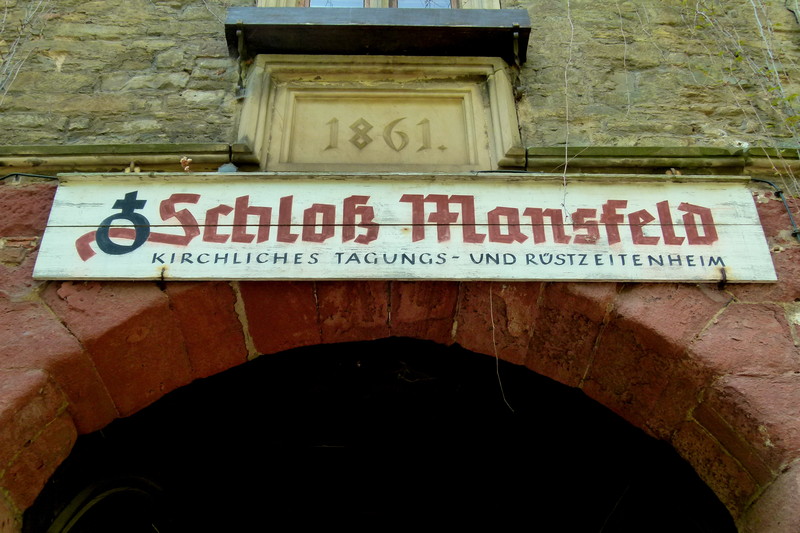 1861.
Schloß Mansfeld
KIRCHLICHES TAGUNGS- UND RÜSTZEITENHEIM